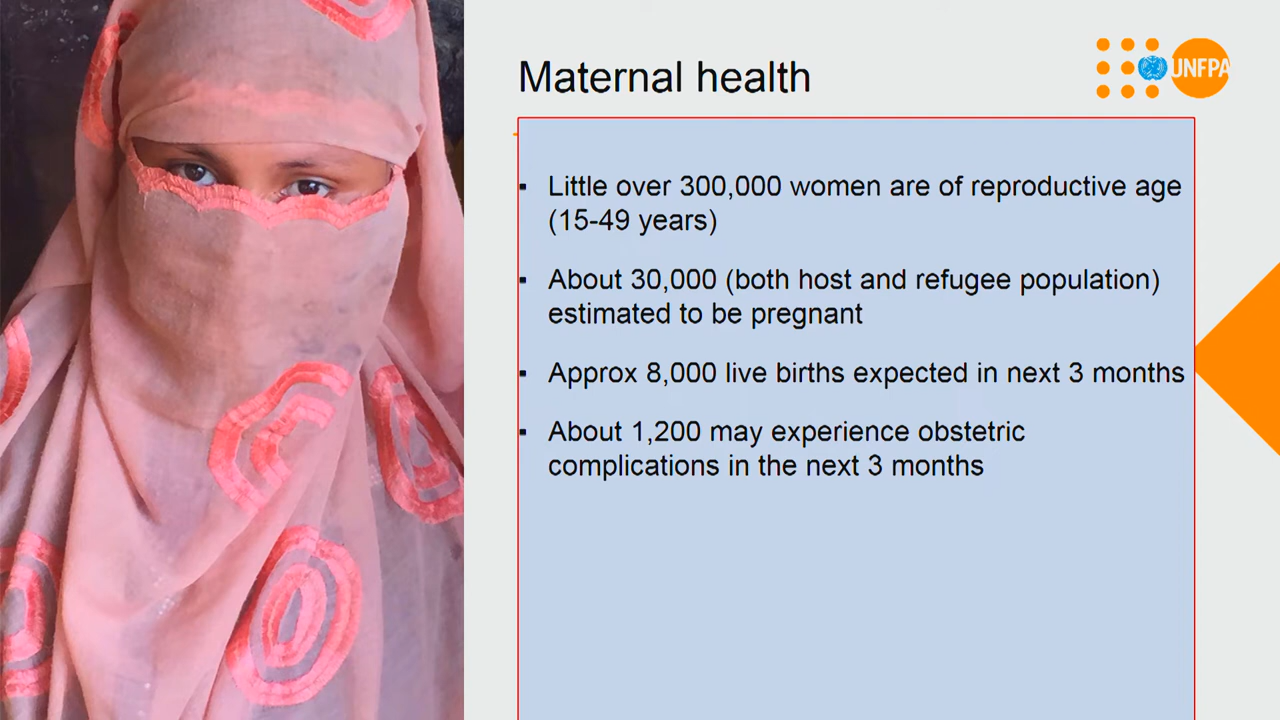 Maternal health
UNFPA
▪ Little over 300,000 women are of reproductive age
(15-49 years)
▪ About 30,000 (both host and refugee population)
estimated to be pregnant
▪ Approx 8,000 live births expected in next 3 months
▪ About 1,200 may experience obstetric
complications in the next 3 months